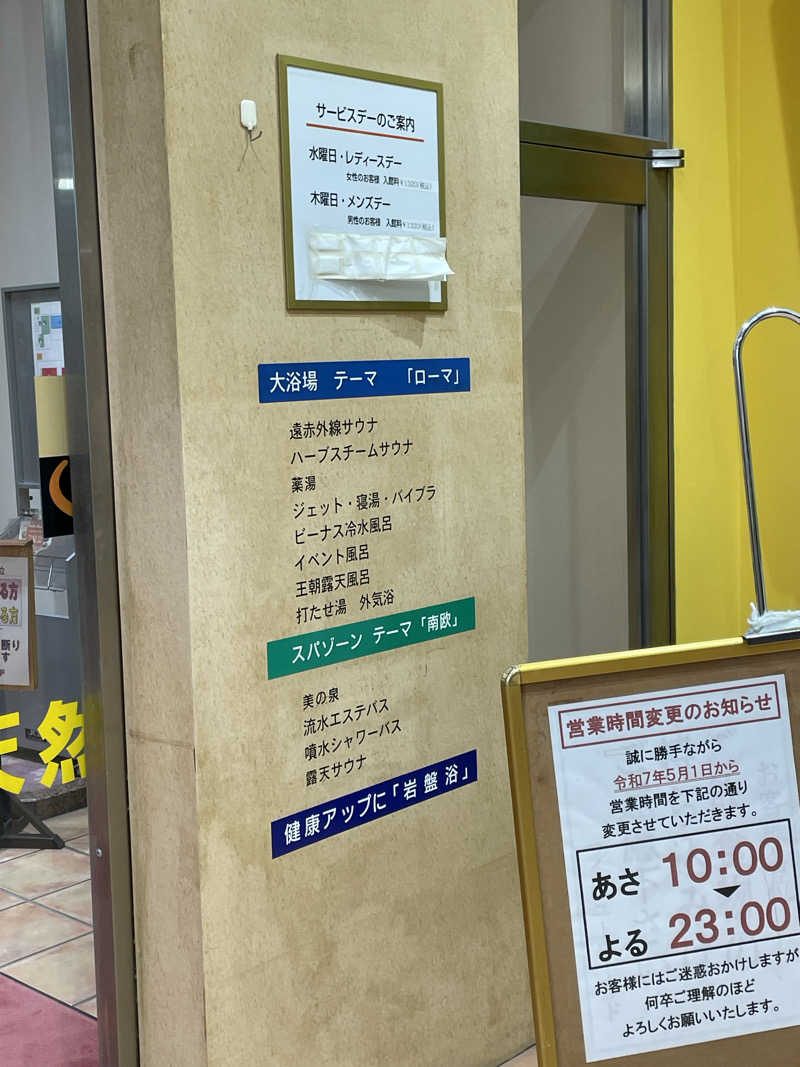 サービスデーのご案内
水曜日・レディースデー
女性のお客様 入館料
木曜日・メンズデー
男性のお客様 入館料
大浴場 テーマ 「ローマ」
遠赤外線サウナ
ハーブスチームサウナ
薬湯
ジェット・寝湯・バイブラ
ビーナス冷水風呂
イベント風呂
王朝露天風呂
打たせ湯 外気浴
スパゾーン テーマ「南欧」
美の泉
流水エステバス
噴水シャワーバス
露天サウナ
健康アップに「岩盤浴」
天然
営業時間変更のお知らせ
誠に勝手ながら
令和7年5月1日から
営業時間を下記の通り
変更させていただきます。
あさ 10:00
よる 23:00
お客様にはご迷惑おかけしますが
何卒ご理解のほど
よろしくお願いいたします。